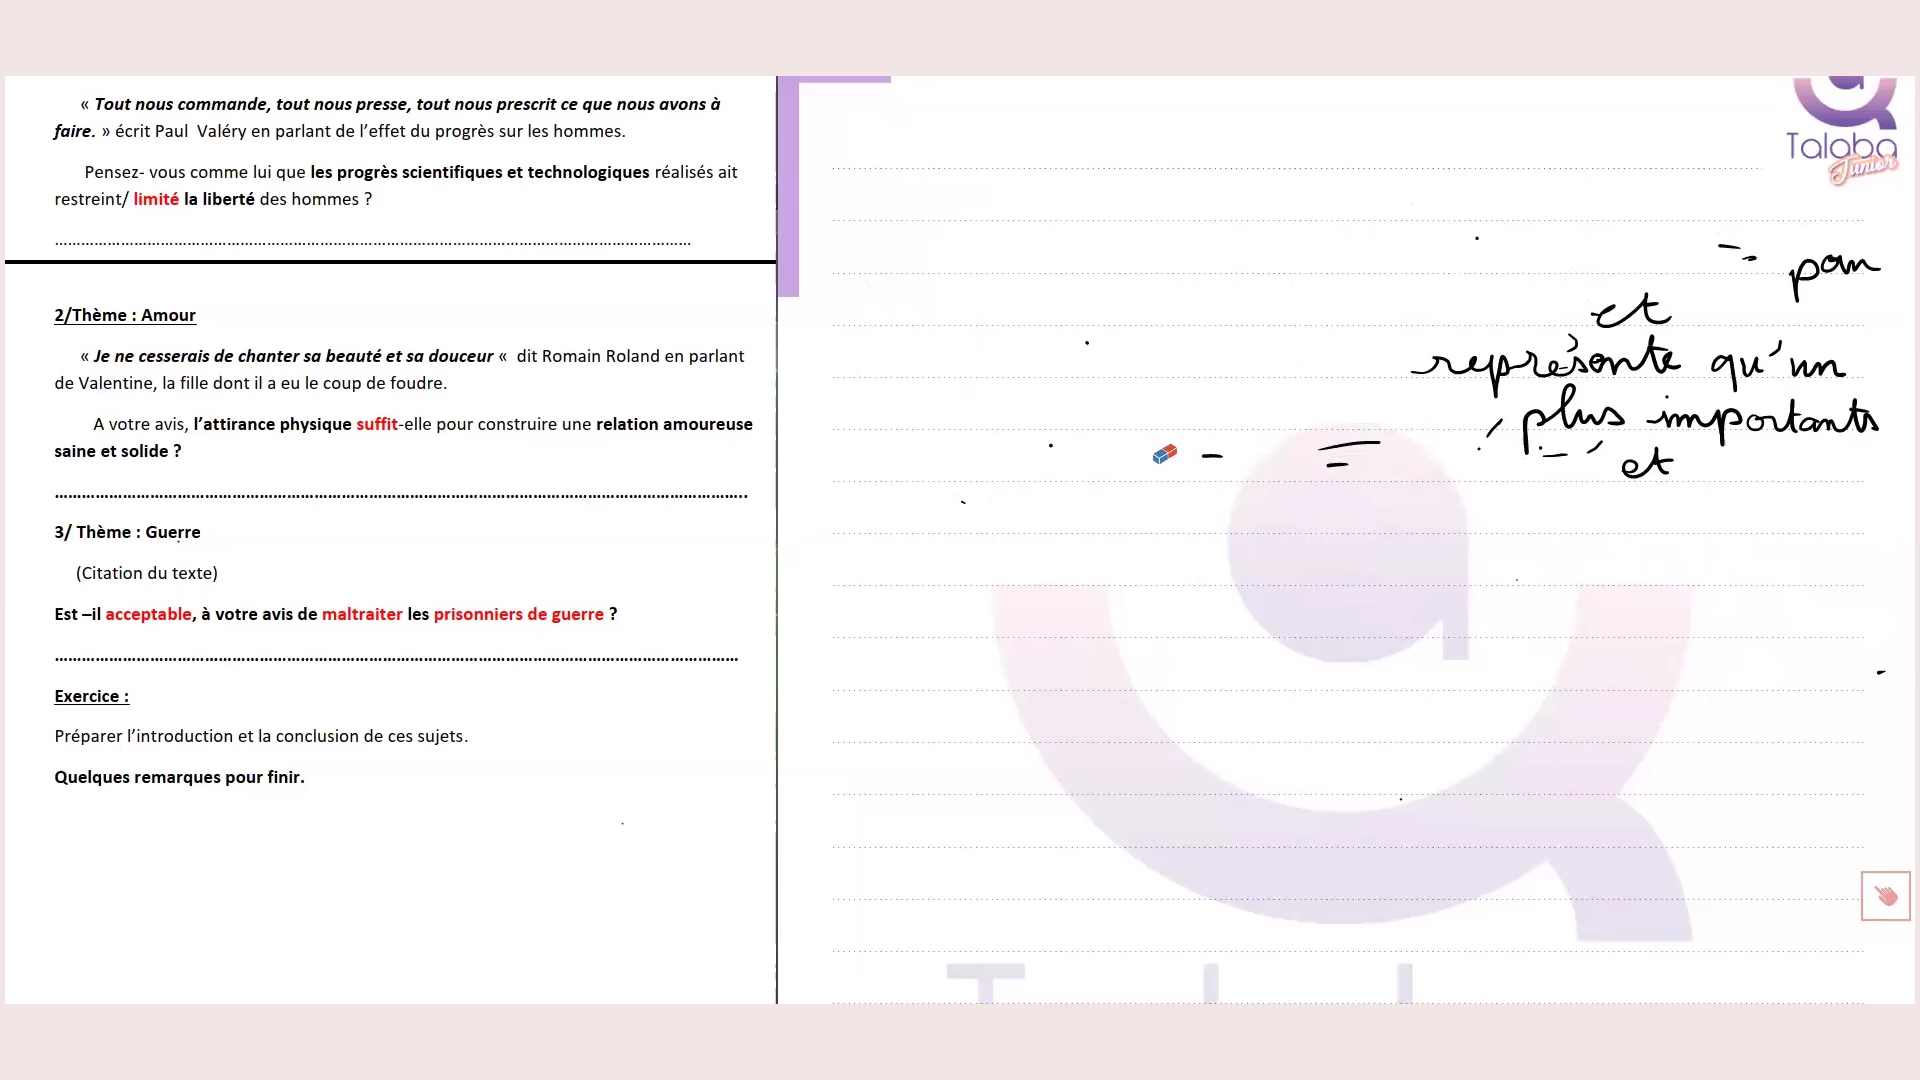 « Tout nous commande, tout nous presse, tout nous prescrit ce que nous avons à
faire. » écrit Paul Valéry en parlant de l’effet du progrès sur les hommes.
Pensez- vous comme lui que les progrès scientifiques et technologiques réalisés ait
restreint/ limité la liberté des hommes ?
2/Thème : Amour
« Je ne cesserais de chanter sa beauté et sa douceur « dit Romain Roland en parlant
de Valentine, la fille dont il a eu le coup de foudre.
A votre avis, l’attirance physique suffit-elle pour construire une relation amoureuse
saine et solide ?
3/ Thème : Guerre
(Citation du texte)
Est –il acceptable, à votre avis de maltraiter les prisonniers de guerre ?
Exercice :
Préparer l’introduction et la conclusion de ces sujets.
Quelques remarques pour finir.
Talaba
Junior
et
représente qu'un
plus importants
et